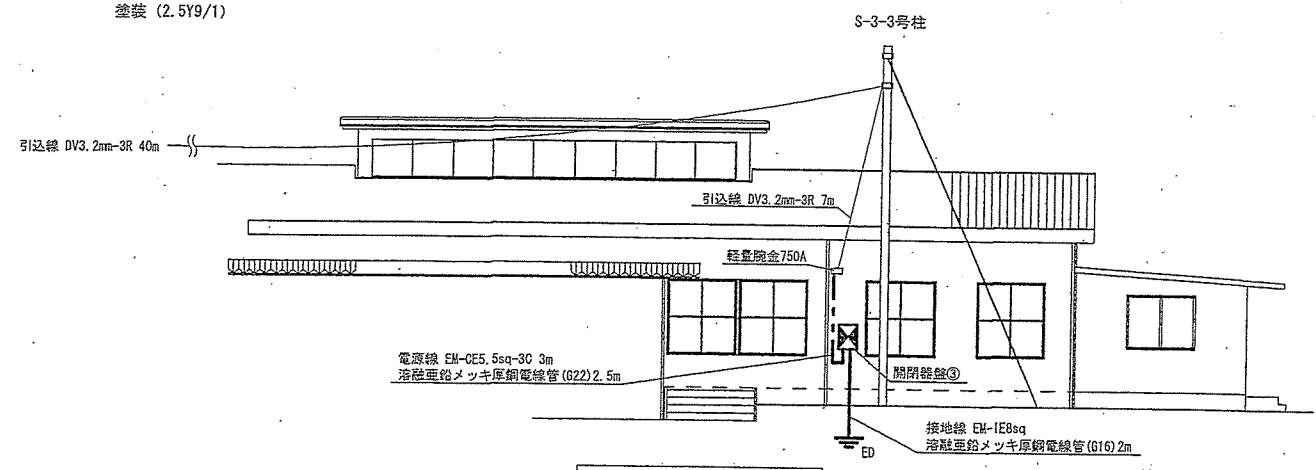 塗装 (2.5Y9/1)
S-3-3号柱
引込線 DV3.2mm-3R 40m
引込線 DV3.2mm-3R 7m
軽量腕金750A
電源線 EM-CE5.5sq-3C 3m
溶融亜鉛メッキ厚鋼電線管(G22)2.5m
開閉器盤③
接地線 EM-IE8sq
溶融亜鉛メッキ厚鋼電線管(G16)2m
ED